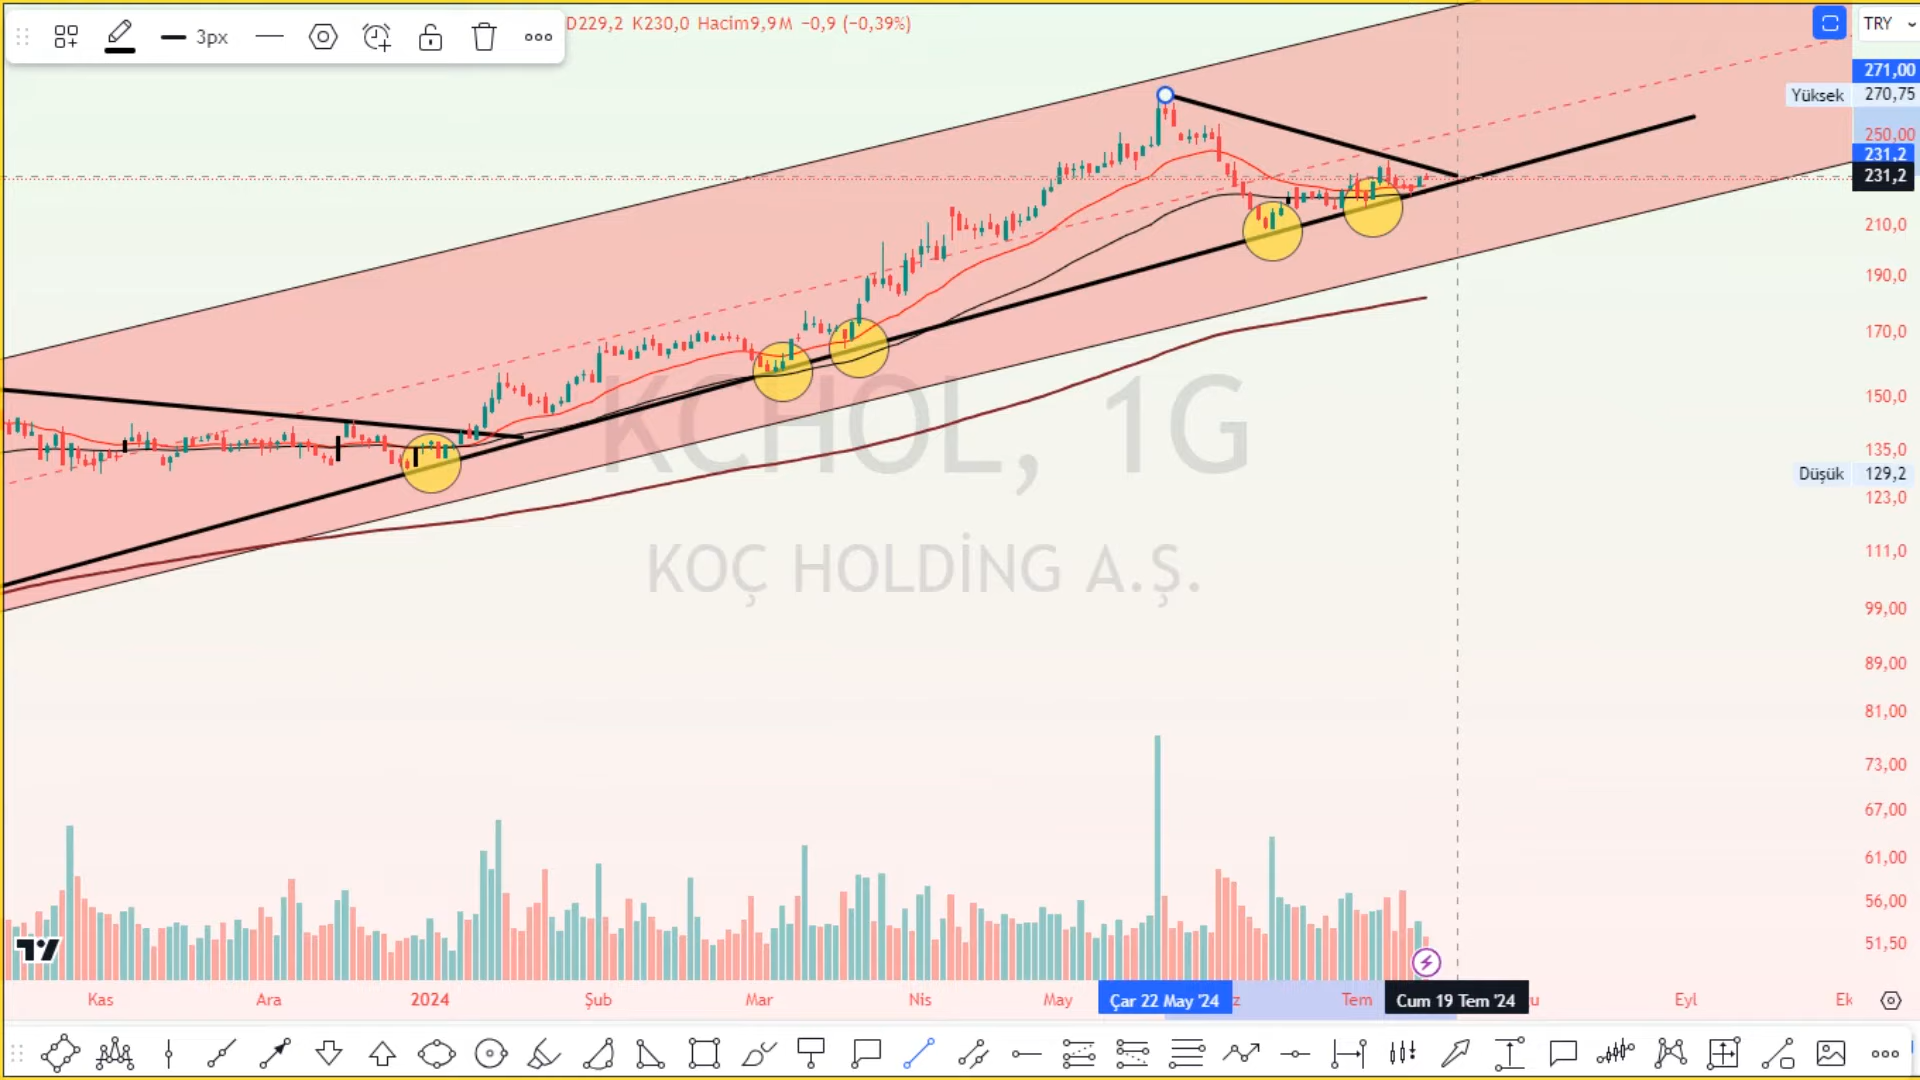 3px
D229,2 K230,0 Hacim9,9M −0,9 (−0,39%)
TRY
271,00
Yüksek 270,75
250,00
231,2
231,2
210,0
190,0
170,0
150,0
135,0
Düşük 129,2
123,0
111,0
99,00
89,00
81,00
73,00
67,00
61,00
56,00
51,50
KCHOL, 1G
KOÇ HOLDİNG A.Ş.
Kas Ara 2024 Şub Mar Nis May Çar 22 May '24 z Tem Cum 19 Tem '24 u Eyl Ek